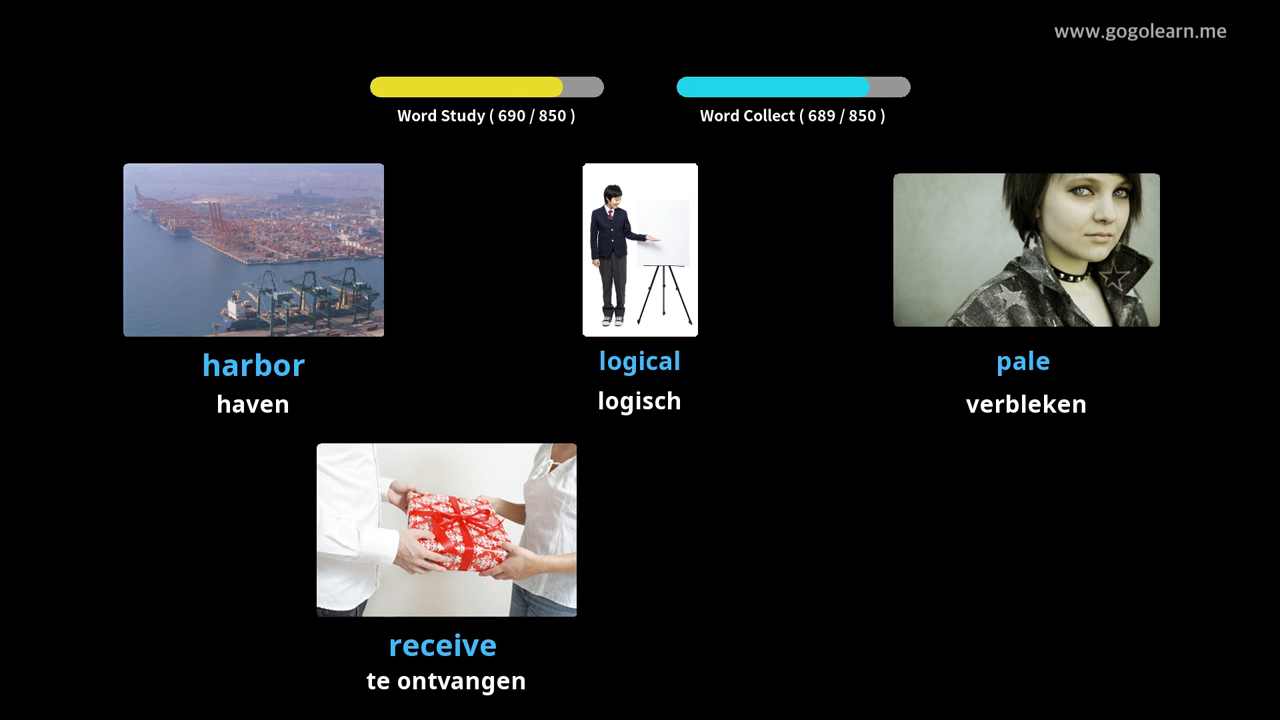 www.gogolearn.me
Word Study ( 690 / 850 )
Word Collect ( 689 / 850 )
harbor
haven
logical
logisch
pale
verbleken
receive
te ontvangen